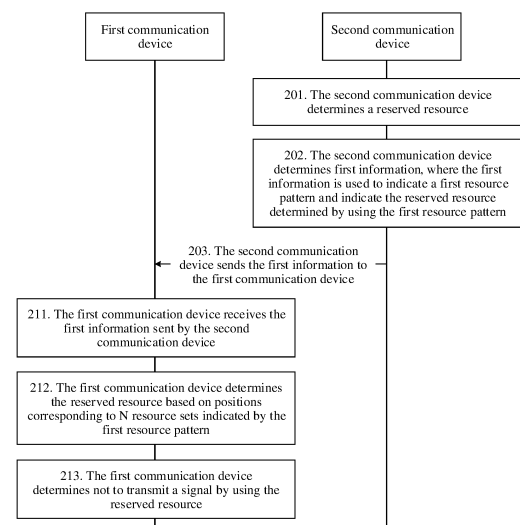 First communication
device
Second communication
device
201. The second communication device
determines a reserved resource
202. The second communication device
determines first information, where the first
information is used to indicate a first resource
pattern and indicate the reserved resource
determined by using the first resource pattern
203. The second communication
device sends the first information to
the first communication device
211. The first communication device receives the
first information sent by the second
communication device
212. The first communication device determines
the reserved resource based on positions
corresponding to N resource sets indicated by the
first resource pattern
213. The first communication device
determines not to transmit a signal by using the
reserved resource